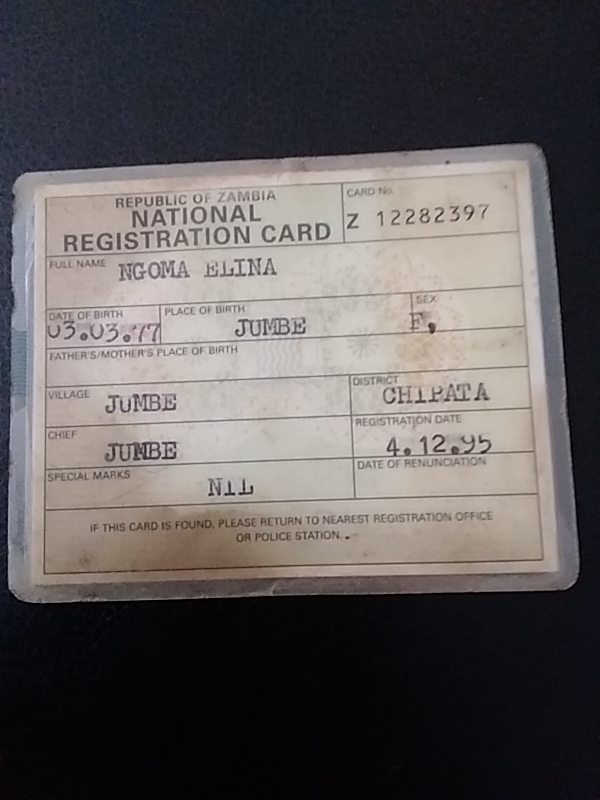 REPUBLIC OF ZAMBIA
NATIONAL
REGISTRATION CARD
CARD No.
Z 12282397
FULL NAME NGOMA ELINA
DATE OF BIRTH
03.03.77
PLACE OF BIRTH
JUMBE
SEX
F,
FATHER'S/MOTHER'S PLACE OF BIRTH
VILLAGE JUMBE
DISTRICT
CHIPATA
CHIEF
JUMBE
REGISTRATION DATE
4.12.95
SPECIAL MARKS
NIL
DATE OF RENUNCIATION
IF THIS CARD IS FOUND, PLEASE RETURN TO NEAREST REGISTRATION OFFICE
OR POLICE STATION.